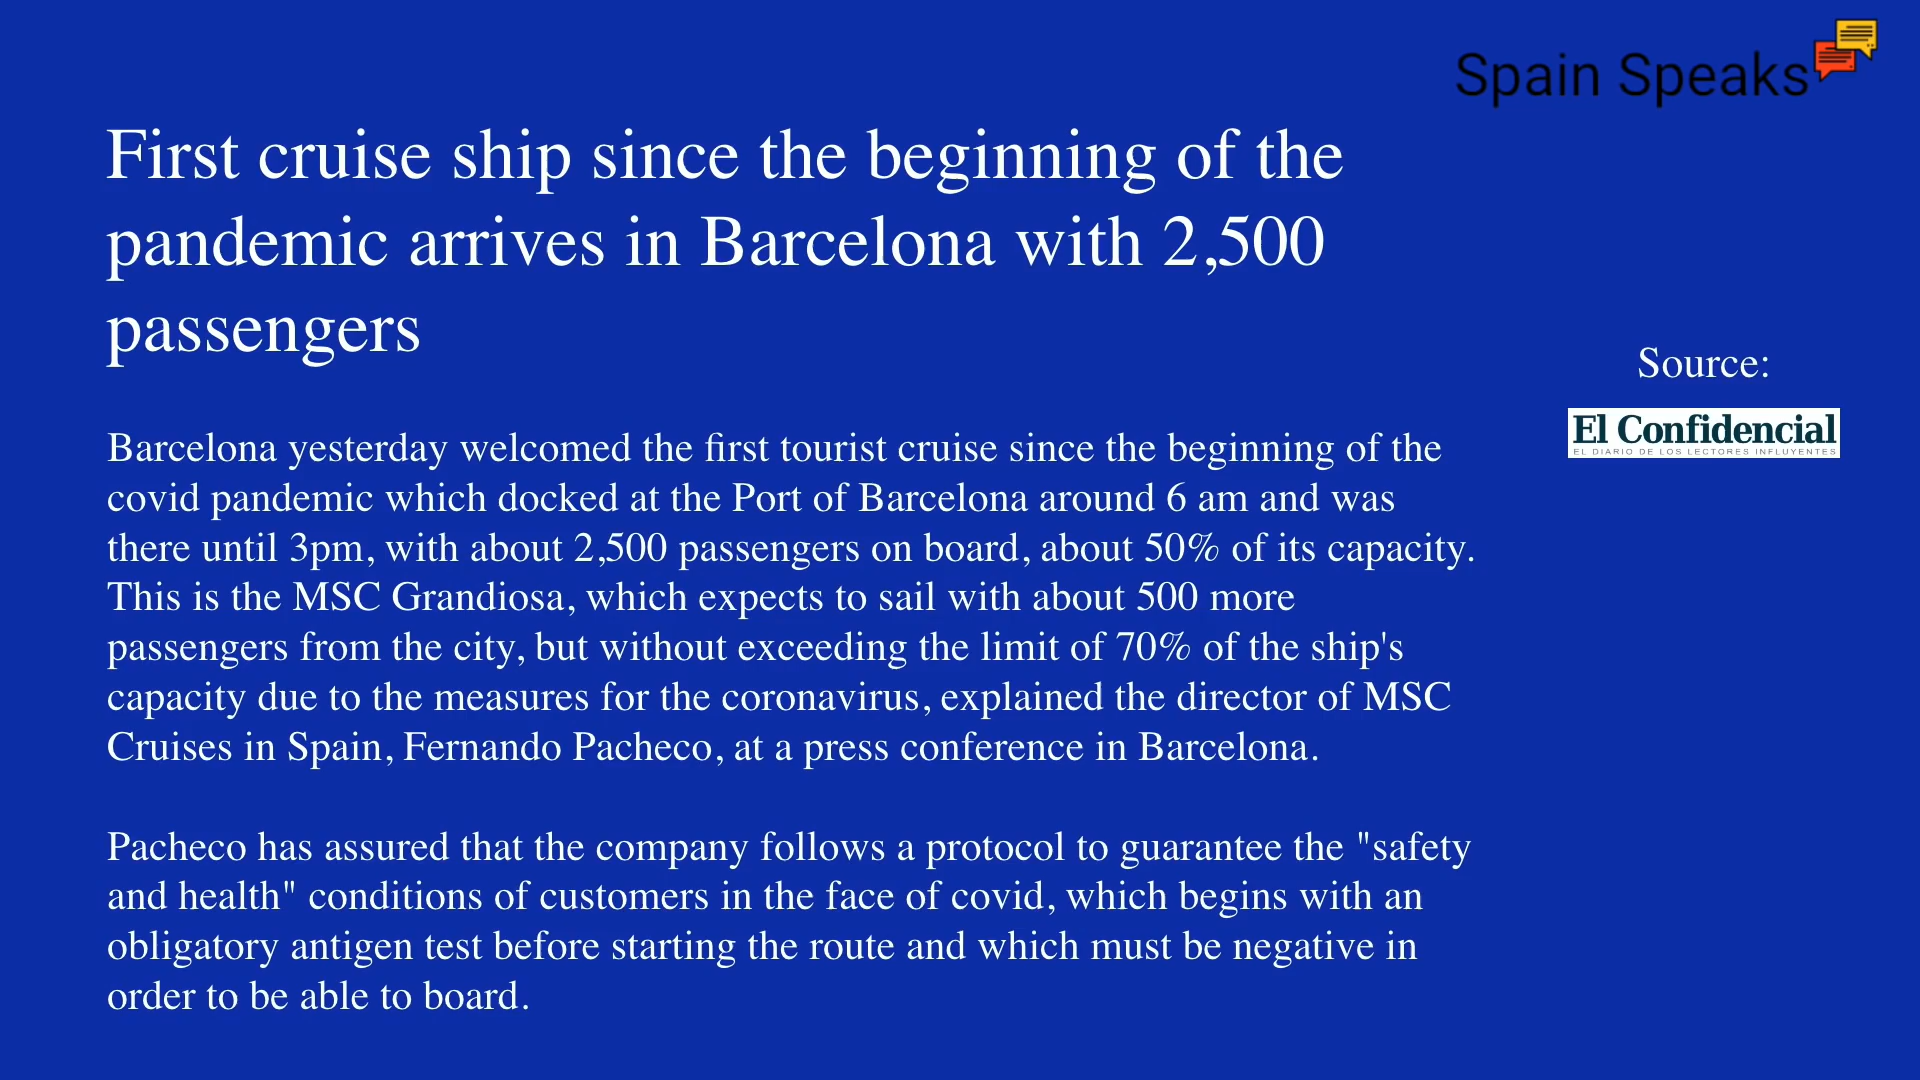 Spain Speaks
First cruise ship since the beginning of the
pandemic arrives in Barcelona with 2,500
passengers
Source:
El Confidencial
EL DIARIO DE LOS LECTORES INFLUYENTES
Barcelona yesterday welcomed the first tourist cruise since the beginning of the
covid pandemic which docked at the Port of Barcelona around 6 am and was
there until 3pm, with about 2,500 passengers on board, about 50% of its capacity.
This is the MSC Grandiosa, which expects to sail with about 500 more
passengers from the city, but without exceeding the limit of 70% of the ship's
capacity due to the measures for the coronavirus, explained the director of MSC
Cruises in Spain, Fernando Pacheco, at a press conference in Barcelona.
Pacheco has assured that the company follows a protocol to guarantee the "safety
and health" conditions of customers in the face of covid, which begins with an
obligatory antigen test before starting the route and which must be negative in
order to be able to board.